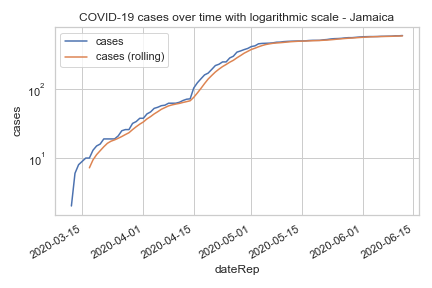 COVID-19 cases over time with logarithmic scale - Jamaica
cases
cases (rolling)
10²
10¹
cases
2020-03-15
2020-04-01
2020-04-15
2020-05-01
2020-05-15
2020-06-01
2020-06-15
dateRep